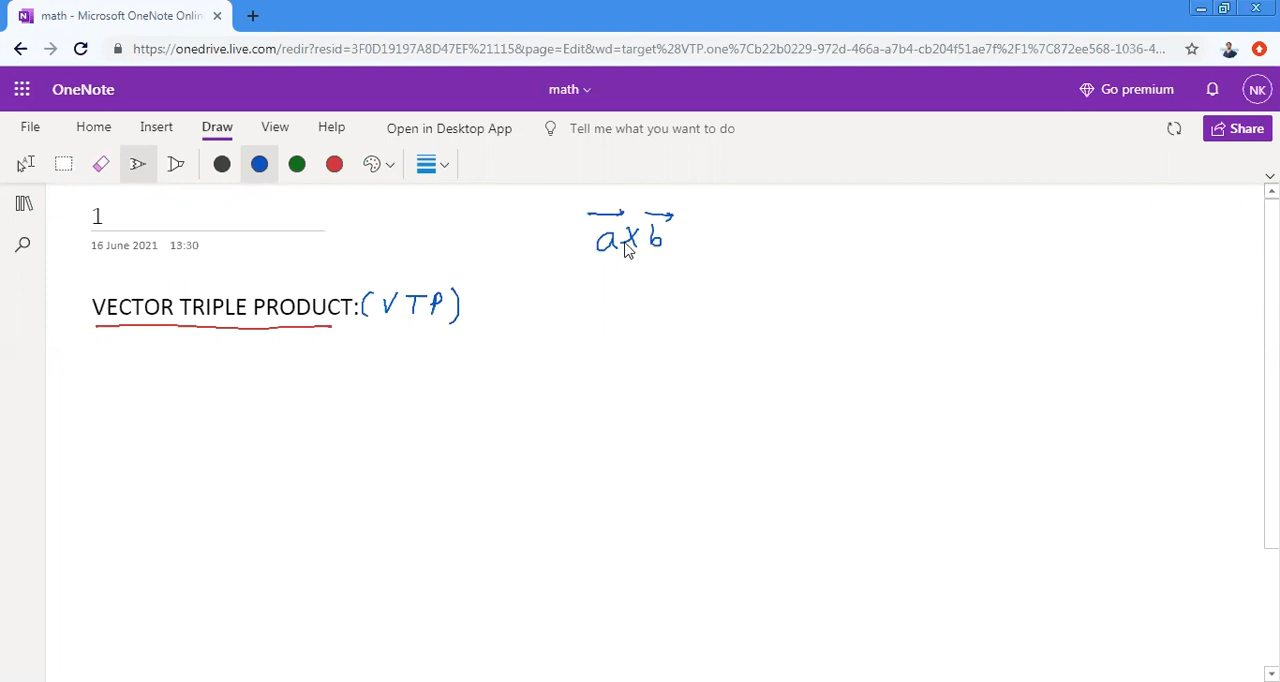 math - Microsoft OneNote Onlin
https://onedrive.live.com/redir?resid=3F0D19197A8D47EF%21115&page=Edit&wd=target%28VTP.one%7Cb22b0229-972d-466a-a7b4-cb204f51ae7f%2F1%7C872ee568-1036-4...
OneNote math Go premium NK
File Home Insert Draw View Help Open in Desktop App Tell me what you want to do Share
1
16 June 2021 13:30
a × b
VECTOR TRIPLE PRODUCT: (VTP)